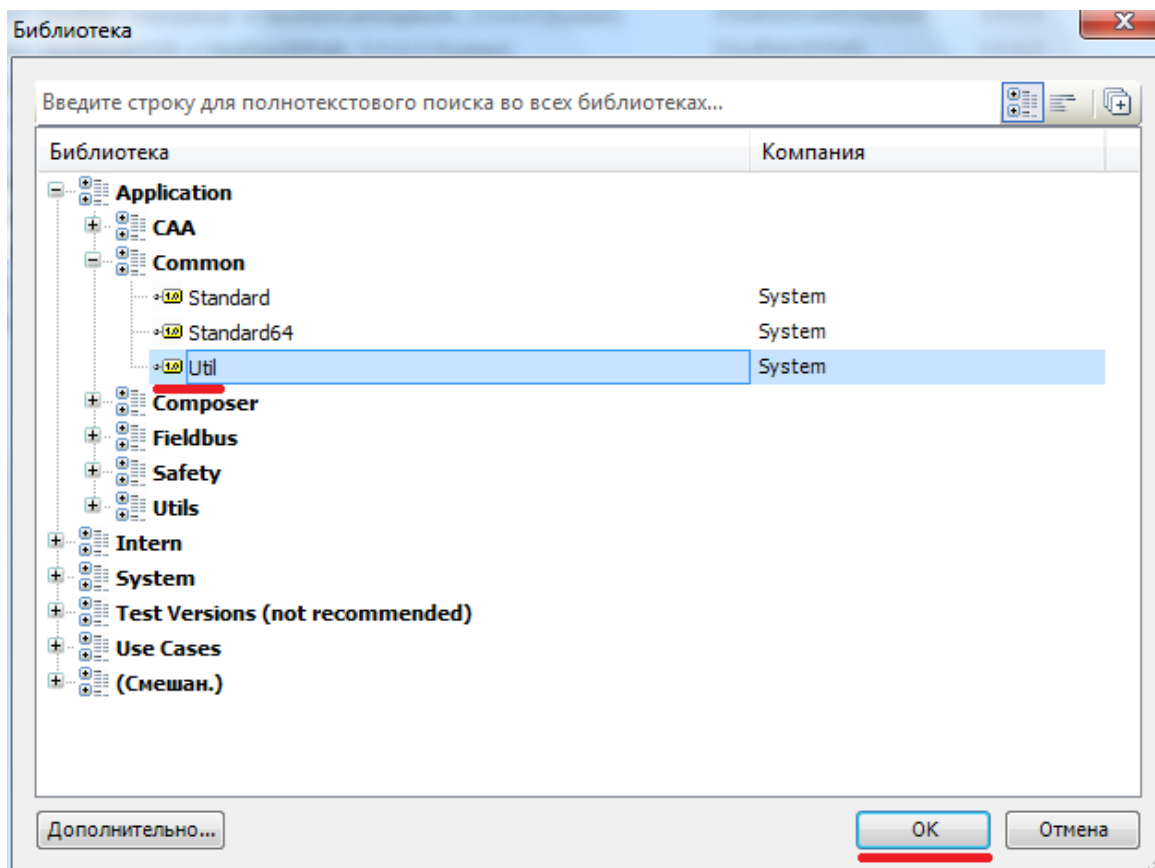 Библиотека
Введите строку для полнотекстового поиска во всех библиотеках...
Библиотека Компания
Application
CAA
Common
Standard System
Standard64 System
Util System
Composer
Fieldbus
Safety
Utils
Intern
System
Test Versions (not recommended)
Use Cases
(Смешан.)
Дополнительно... OK Отмена